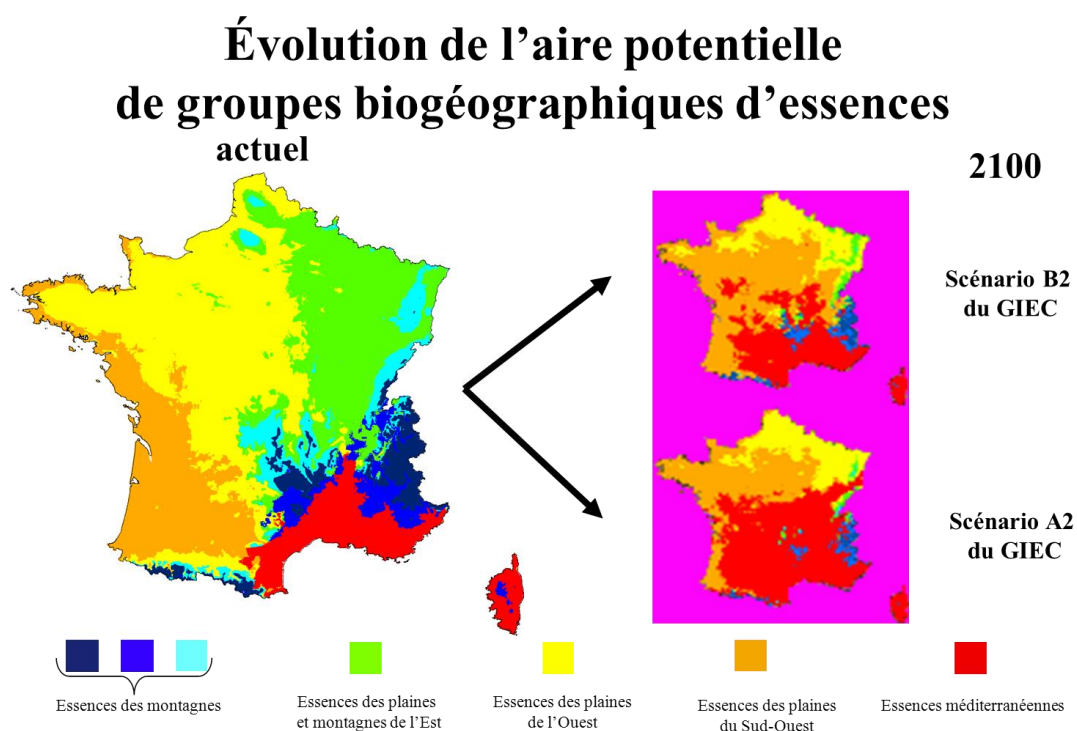 Évolution de l’aire potentielle
de groupes biogéographiques d’essences
actuel
2100
Scénario B2
du GIEC
Scénario A2
du GIEC
Essences des montagnes
Essences des plaines
et montagnes de l’Est
Essences des plaines
de l’Ouest
Essences des plaines
du Sud-Ouest
Essences méditerranéennes